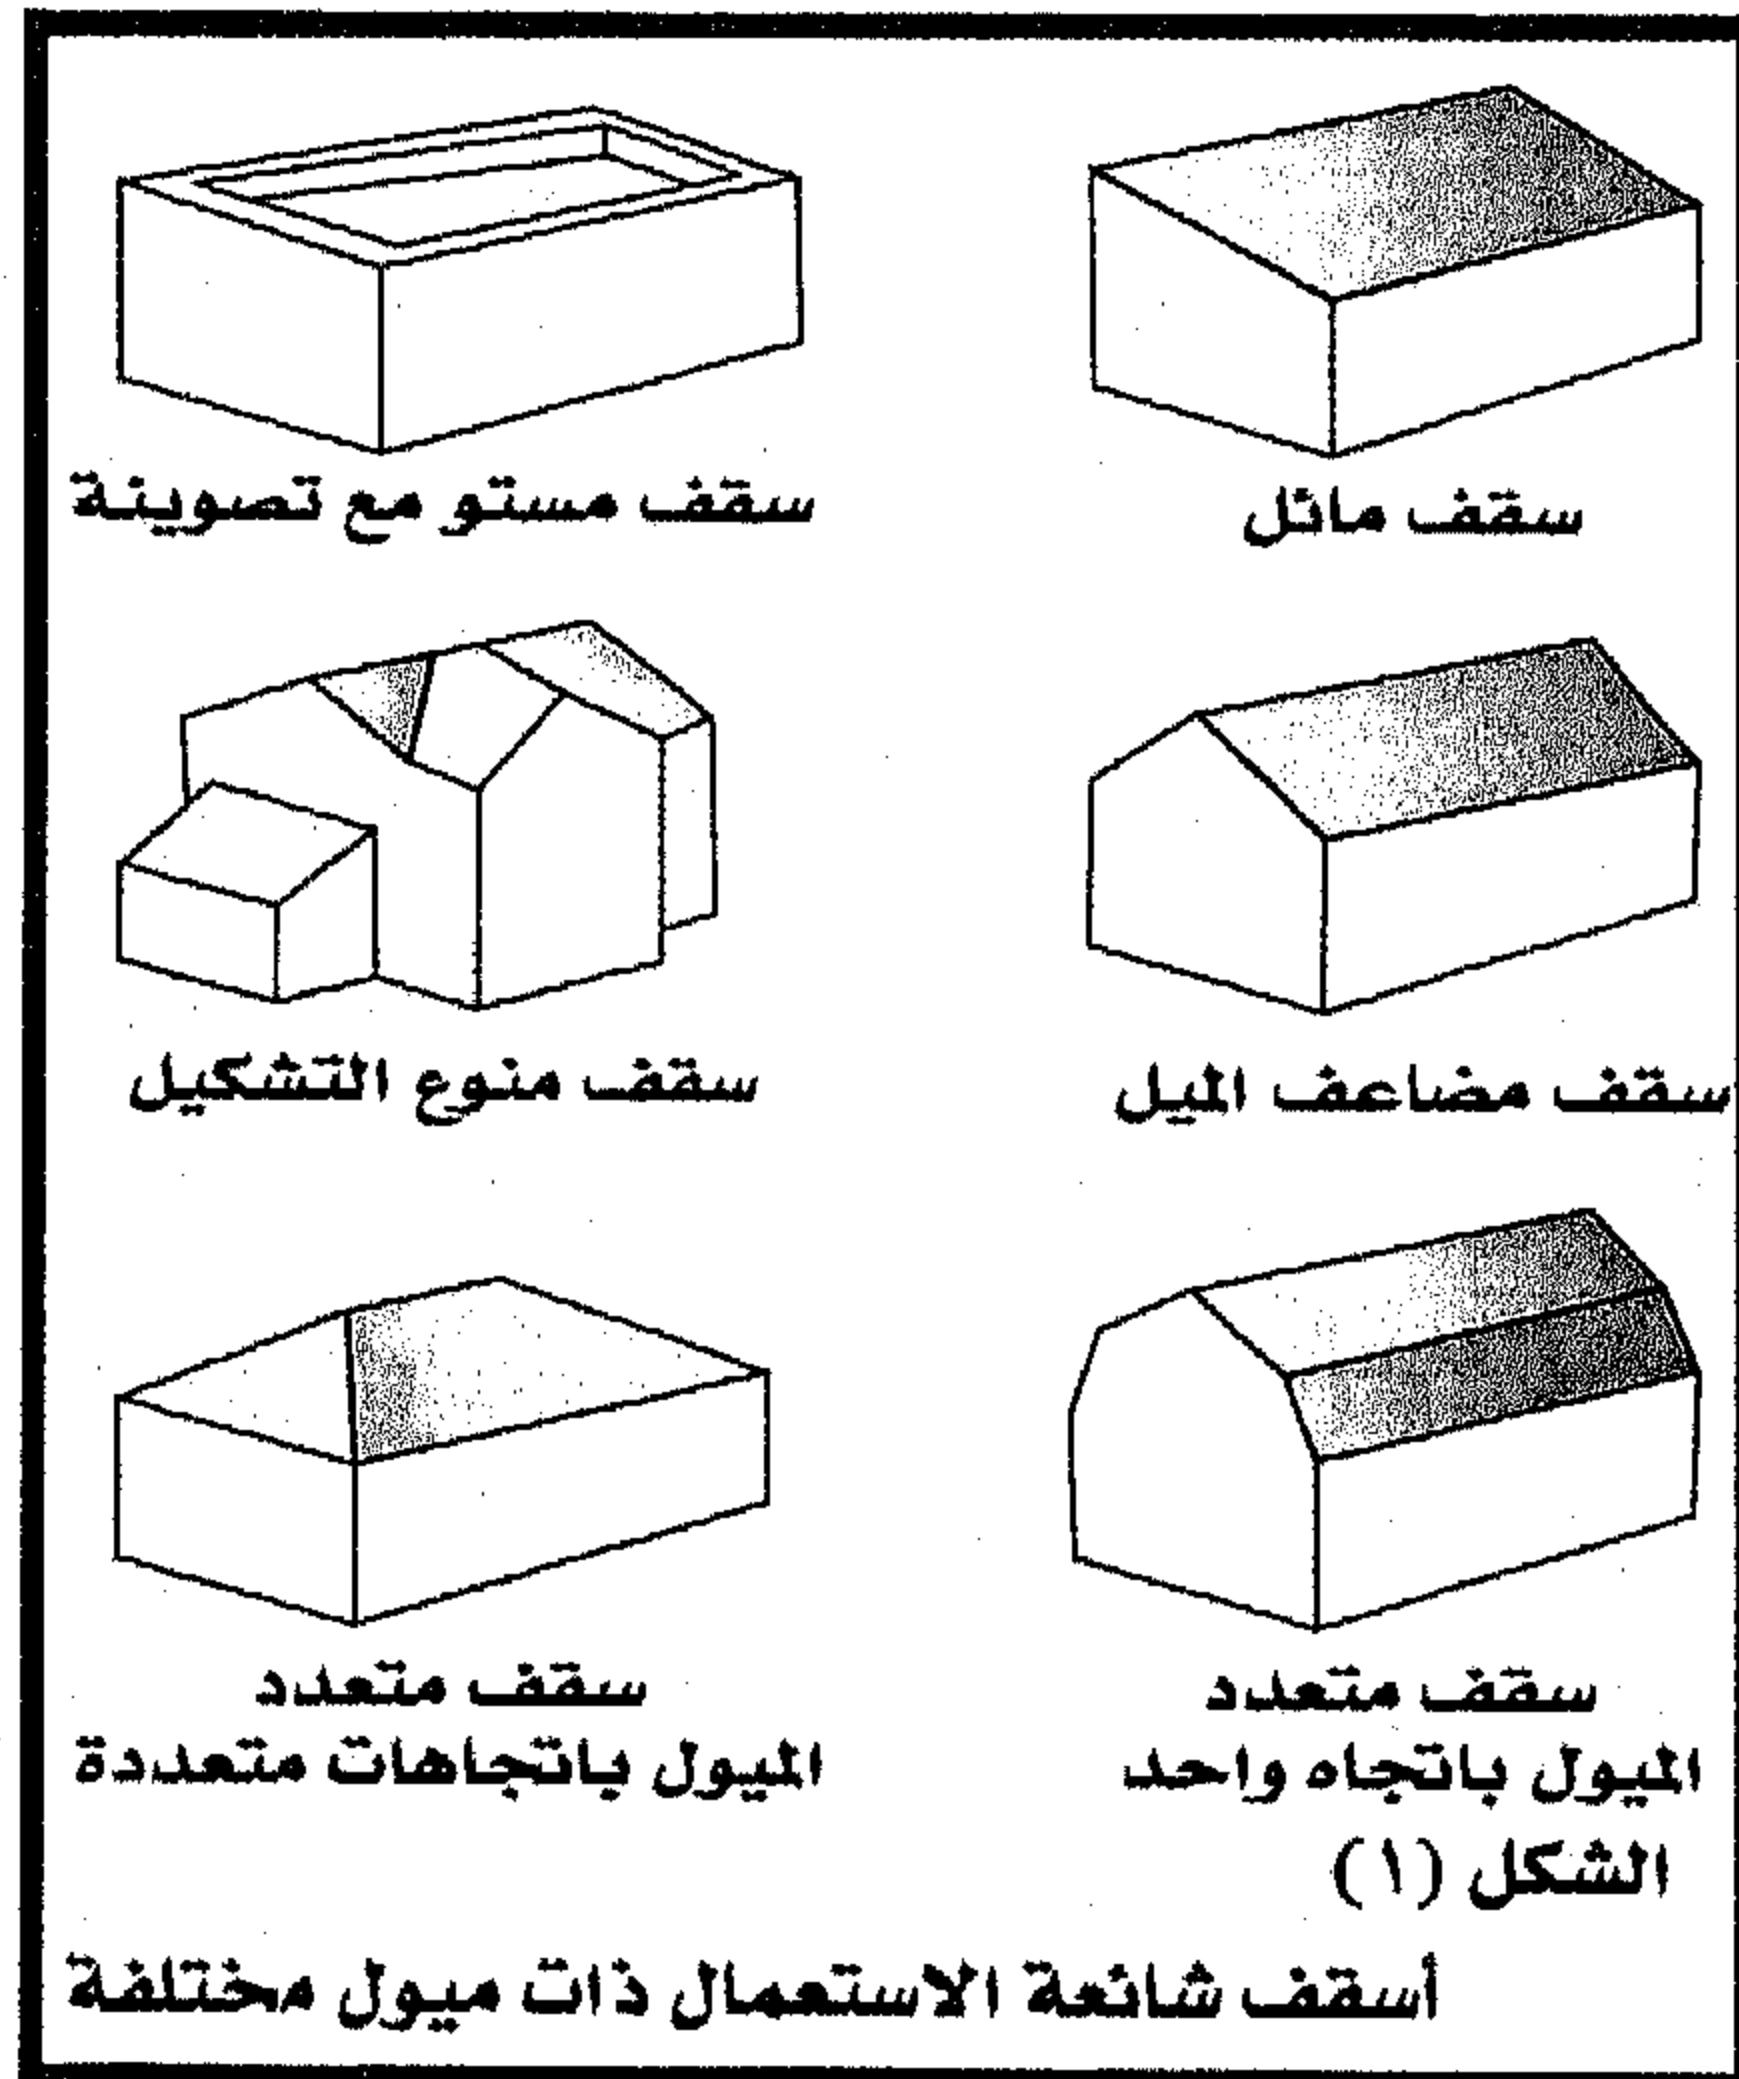 سقف مائل
سقف مستو مع تصوينة
سقف مضاعف الميل
سقف منوع التشكيل
سقف متعدد
الميول باتجاه واحد
سقف متعدد
الميول باتجاهات متعددة
الشكل (١)
أسقف شائعة الاستعمال ذات ميول مختلفة